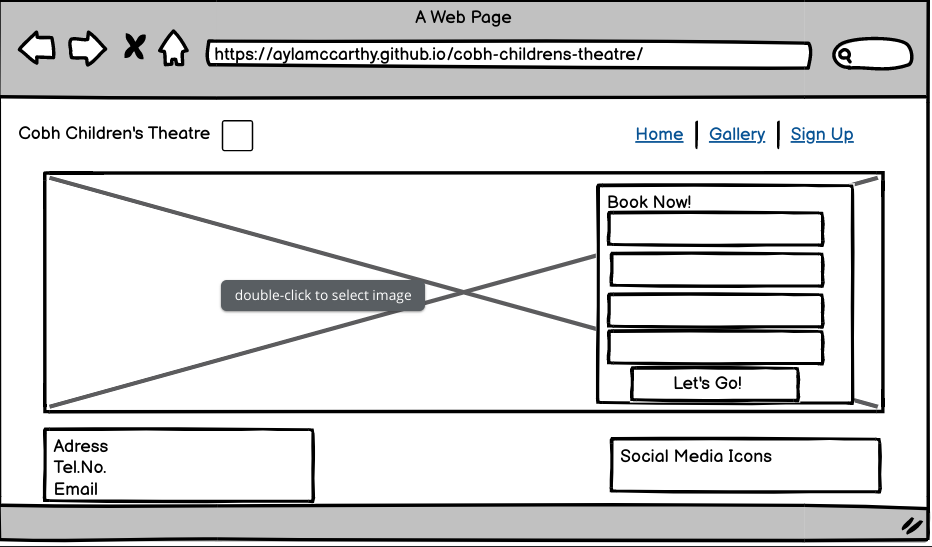 A Web Page
https://aylamccarthy.github.io/cobh-childrens-theatre/
Cobh Children's Theatre
Home | Gallery | Sign Up
Book Now!
double-click to select image
Let's Go!
Adress
Tel.No.
Email
Social Media Icons